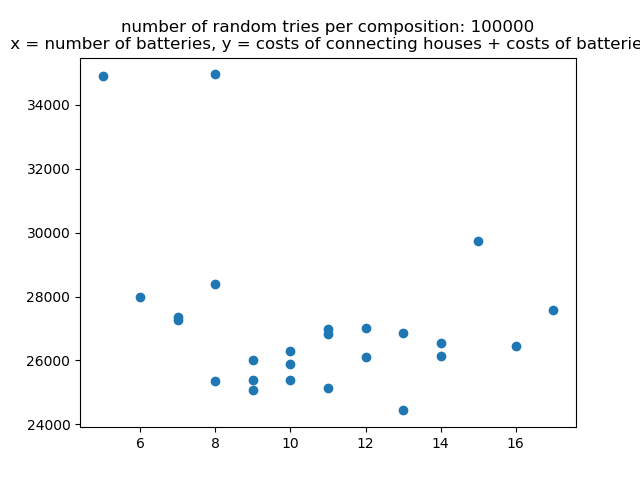 number of random tries per composition: 100000
x = number of batteries, y = costs of connecting houses + costs of batterie
34000
32000
30000
28000
26000
24000
6 8 10 12 14 16